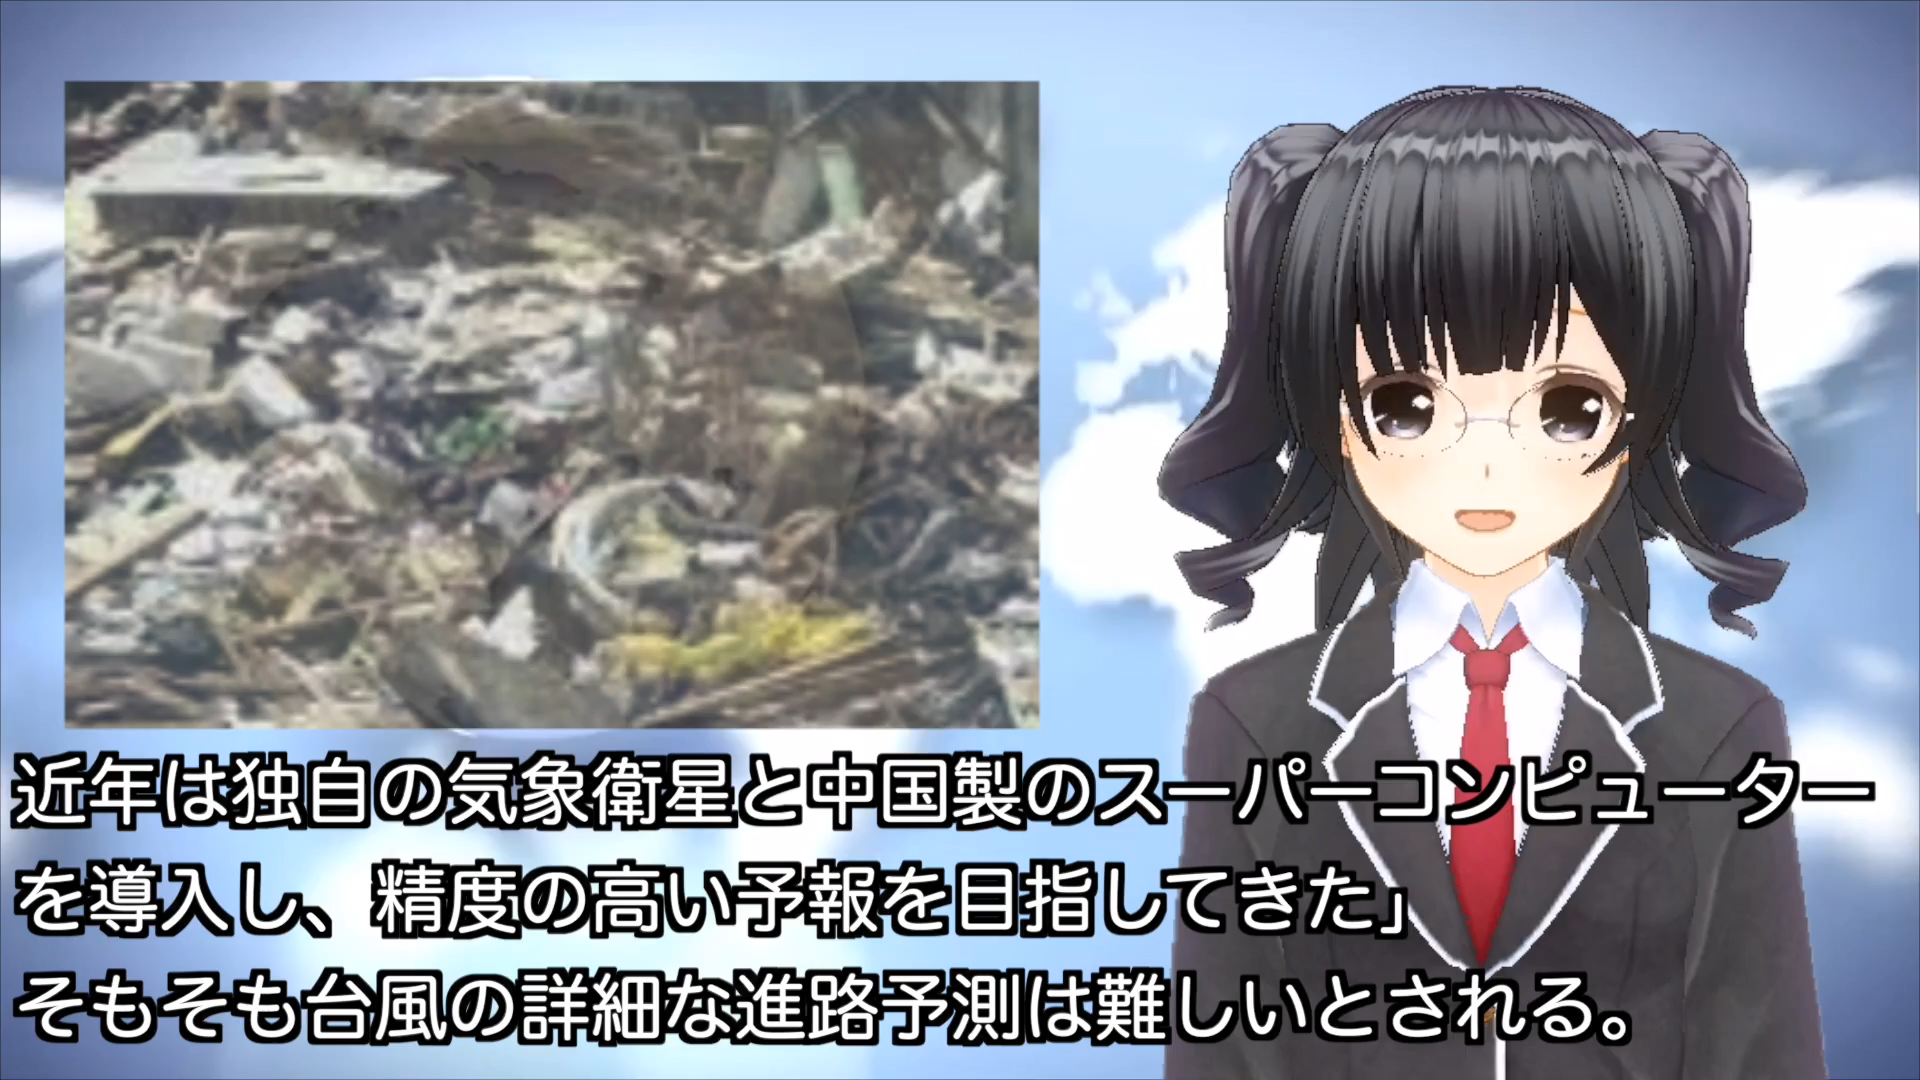 近年は独自の気象衛星と中国製のスーパーコンピューター
を導入し、精度の高い予報を目指してきた」
そもそも台風の詳細な進路予測は難しいとされる。